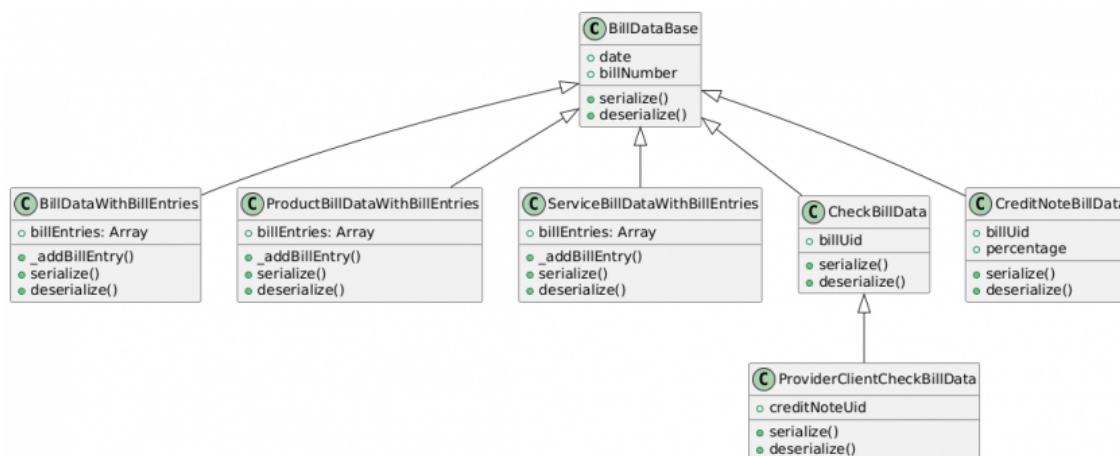 C BillDataBase
date
billNumber
serialize()
deserialize()
C BillDataWithBillEntries
billEntries: Array
_addBillEntry()
serialize()
deserialize()
C ProductBillDataWithBillEntries
billEntries: Array
_addBillEntry()
serialize()
deserialize()
C ServiceBillDataWithBillEntries
billEntries: Array
_addBillEntry()
serialize()
deserialize()
C CheckBillData
billUid
serialize()
deserialize()
C CreditNoteBillData
billUid
percentage
serialize()
deserialize()
C ProviderClientCheckBillData
creditNoteUid
serialize()
deserialize()